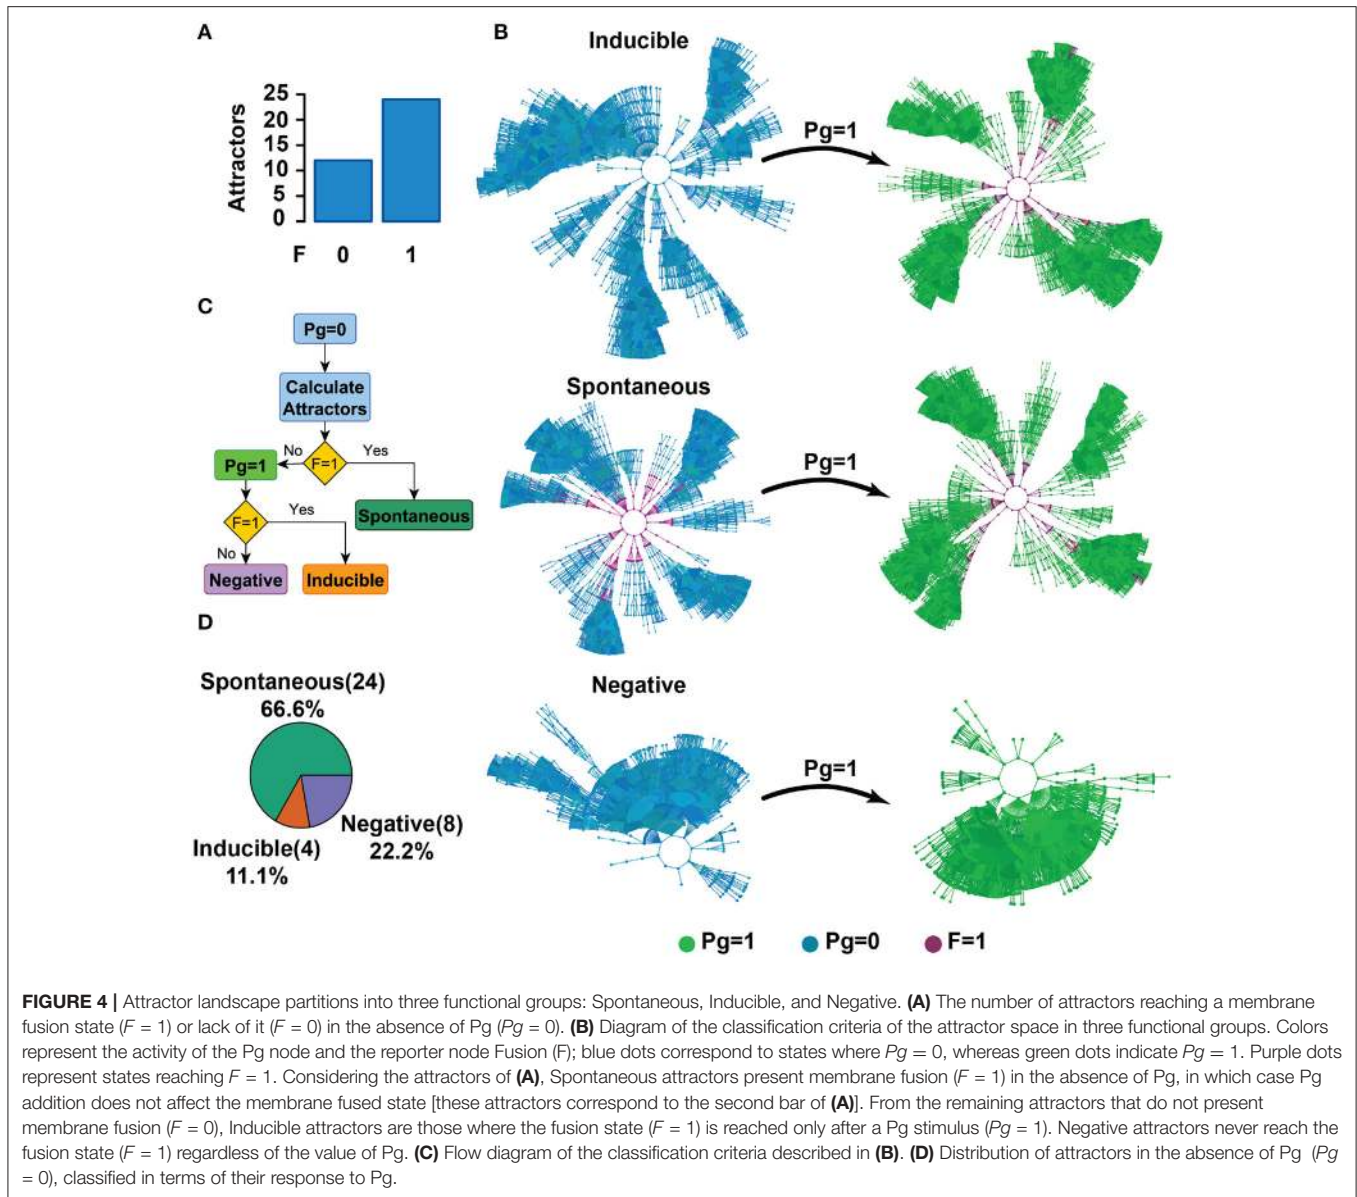 A
Attractors
25
20
15
10
5
0
F 0 1
B
Inducible
Pg=1
Spontaneous
Pg=1
Negative
Pg=1
Pg=1 Pg=0 F=1
C
Pg=0
Calculate
Attractors
F=1
No
Yes
Pg=1
Spontaneous
F=1
Yes
No
Negative
Inducible
D
Spontaneous(24)
66.6%
Negative(8)
22.2%
Inducible(4)
11.1%
FIGURE 4 | Attractor landscape partitions into three functional groups: Spontaneous, Inducible, and Negative. (A) The number of attractors reaching a membrane
fusion state (F = 1) or lack of it (F = 0) in the absence of Pg (Pg = 0). (B) Diagram of the classification criteria of the attractor space in three functional groups. Colors
represent the activity of the Pg node and the reporter node Fusion (F); blue dots correspond to states where Pg = 0, whereas green dots indicate Pg = 1. Purple dots
represent states reaching F = 1. Considering the attractors of (A), Spontaneous attractors present membrane fusion (F = 1) in the absence of Pg, in which case Pg
addition does not affect the membrane fused state [these attractors correspond to the second bar of (A)]. From the remaining attractors that do not present
membrane fusion (F = 0), Inducible attractors are those where the fusion state (F = 1) is reached only after a Pg stimulus (Pg = 1). Negative attractors never reach the
fusion state (F = 1) regardless of the value of Pg. (C) Flow diagram of the classification criteria described in (B). (D) Distribution of attractors in the absence of Pg (Pg
= 0), classified in terms of their response to Pg.